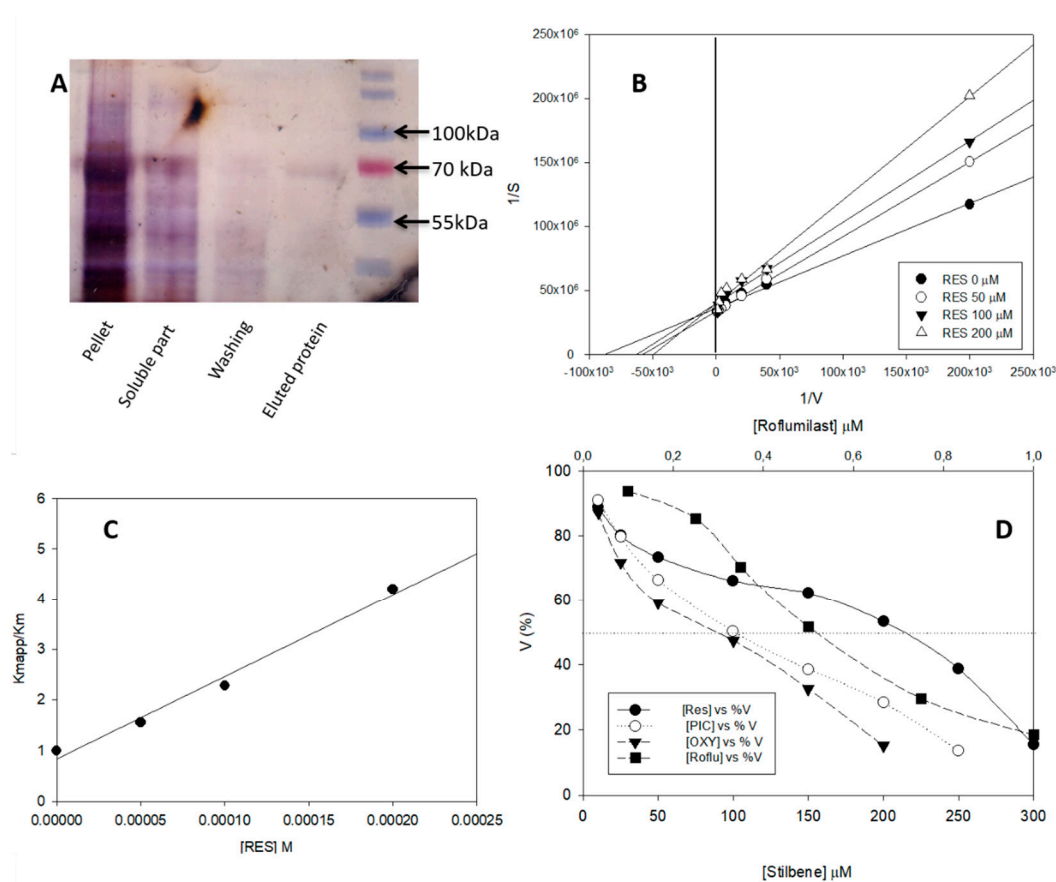 A
100kDa
70 kDa
55kDa
Pellet
Soluble part
Washing
Eluted protein
B
250x10⁶
200x10⁶
150x10⁶
100x10⁶
50x10⁶
0
1/S
-100x10³ -50x10³ 0 50x10³ 100x10³ 150x10³ 200x10³ 250x10³
1/V
RES 0 µM
RES 50 µM
RES 100 µM
RES 200 µM
C
6
5
4
3
2
1
0
Kmapp/Km
0.00000 0.00005 0.00010 0.00015 0.00020 0.00025
[RES] M
[Roflumilast] µM
0,0 0,2 0,4 0,6 0,8 1,0
D
100
80
60
40
20
0
V (%)
[Res] vs %V
[PIC] vs % V
[OXY] vs % V
[Roflu] vs %V
0 50 100 150 200 250 300
[Stilbene] µM